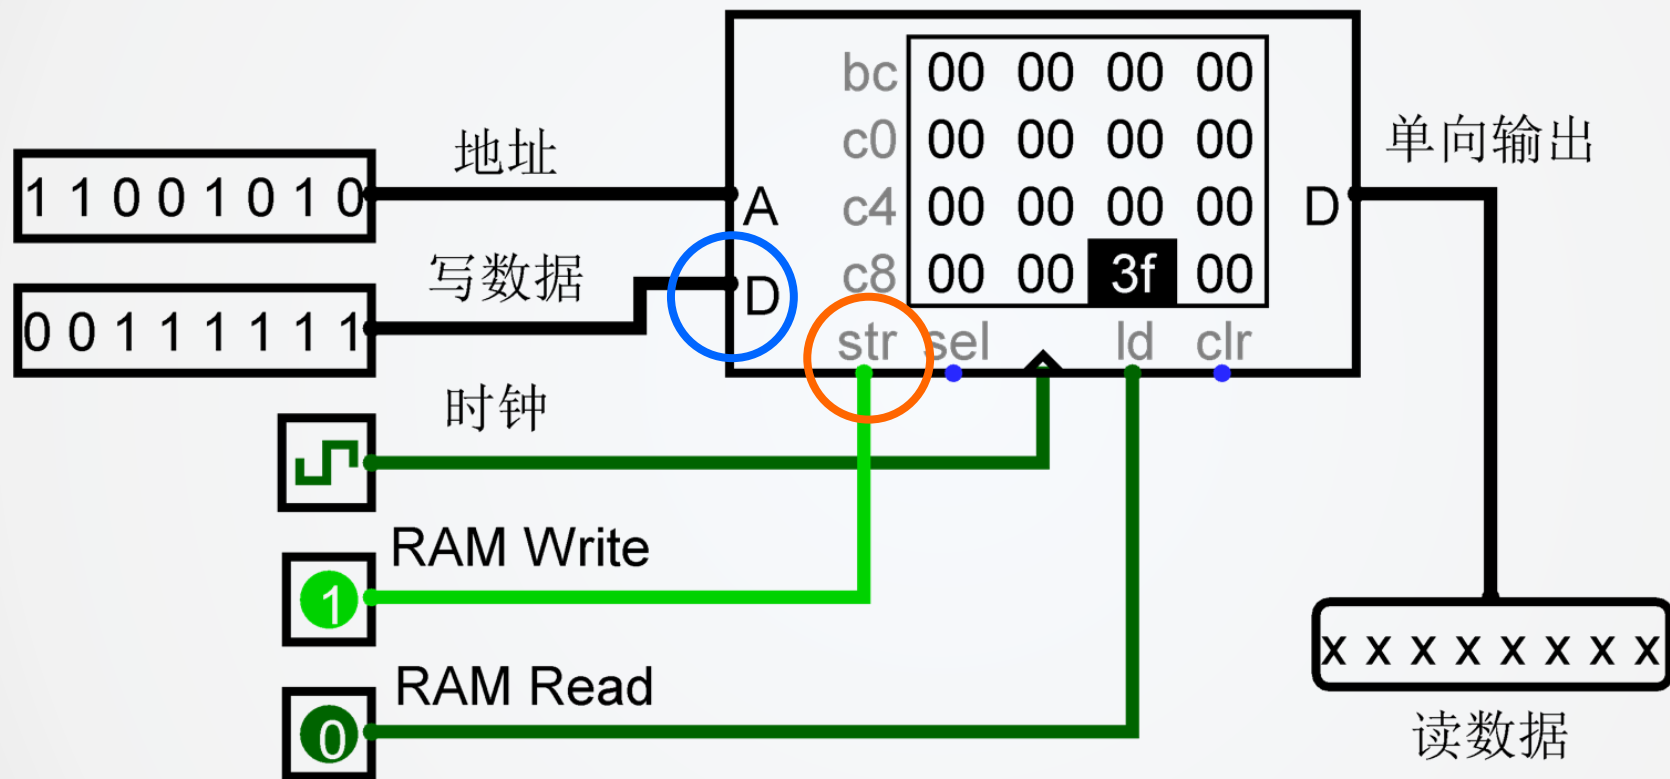 bc 00 00 00 00
c0 00 00 00 00
单向输出
地址
1 1 0 0 1 0 1 0
A
c4 00 00 00 00
D
写数据
D
c8 00 00 3f 00
0 0 1 1 1 1 1 1
str sel ld clr
时钟
RAM Write
1
RAM Read
0
x x x x x x x x
读数据